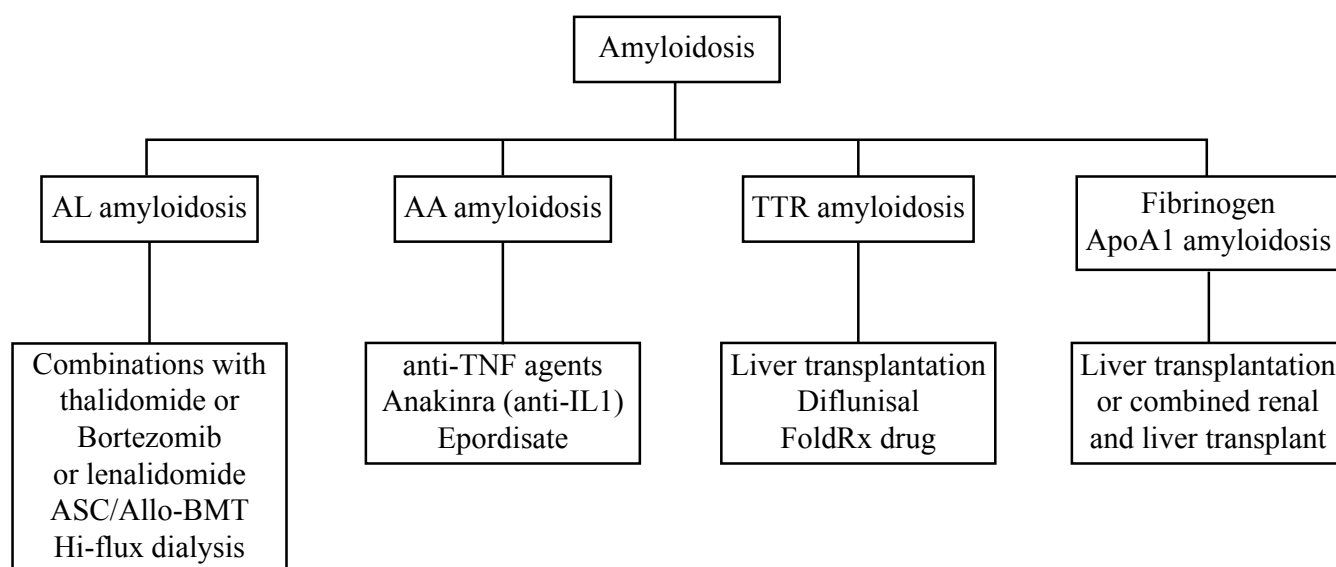 Amyloidosis
AL amyloidosis
AA amyloidosis
TTR amyloidosis
Fibrinogen
ApoA1 amyloidosis
Combinations with
thalidomide or
Bortezomib
or lenalidomide
ASC/Allo-BMT
Hi-flux dialysis
anti-TNF agents
Anakinra (anti-IL1)
Epordisate
Liver transplantation
Diflunisal
FoldRx drug
Liver transplantation
or combined renal
and liver transplant